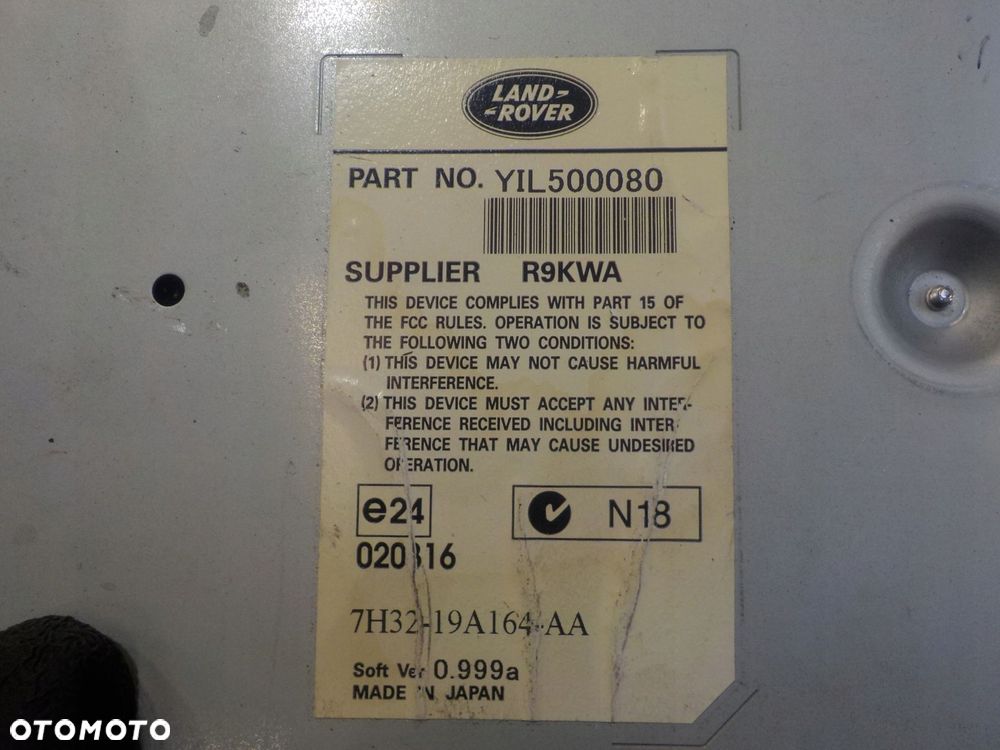 LAND-
-ROVER
PART NO. YIL500080
SUPPLIER R9KWA
THIS DEVICE COMPLIES WITH PART 15 OF
THE FCC RULES. OPERATION IS SUBJECT TO
THE FOLLOWING TWO CONDITIONS:
(1) THIS DEVICE MAY NOT CAUSE HARMFUL
INTERFERENCE.
(2) THIS DEVICE MUST ACCEPT ANY INTER-
FERENCE RECEIVED INCLUDING INTER-
FERENCE THAT MAY CAUSE UNDESIRED
OPERATION.
e24 N18
7H32-19A164-AA
Soft Ver 0.999a
MADE IN JAPAN
OTOMOTO